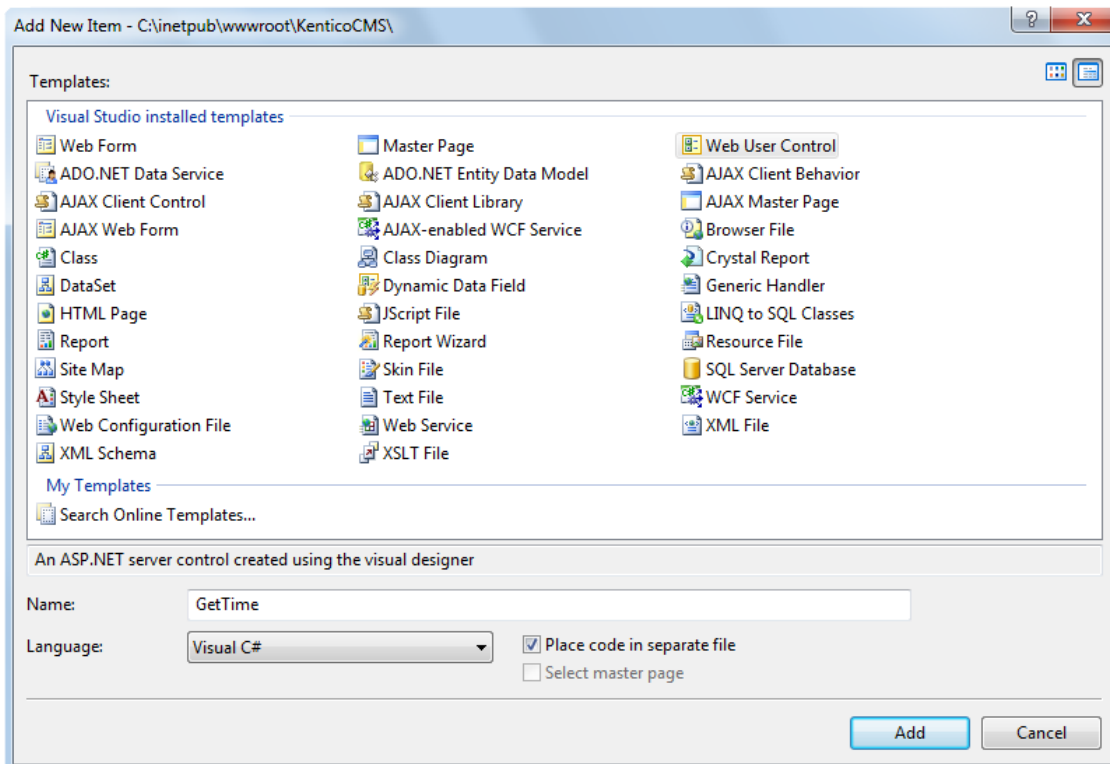 Add New Item - C:\inetpub\wwwroot\KenticoCMS\
Templates:
Visual Studio installed templates
Web Form Master Page Web User Control
ADO.NET Data Service ADO.NET Entity Data Model AJAX Client Behavior
AJAX Client Control AJAX Client Library AJAX Master Page
AJAX Web Form AJAX-enabled WCF Service Browser File
Class Class Diagram Crystal Report
DataSet Dynamic Data Field Generic Handler
HTML Page JScript File LINQ to SQL Classes
Report Report Wizard Resource File
Site Map Skin File SQL Server Database
Style Sheet Text File WCF Service
Web Configuration File Web Service XML File
XML Schema XSLT File
My Templates
Search Online Templates...
An ASP.NET server control created using the visual designer
Name: GetTime
Language: Visual C# Place code in separate file
Select master page
Add Cancel